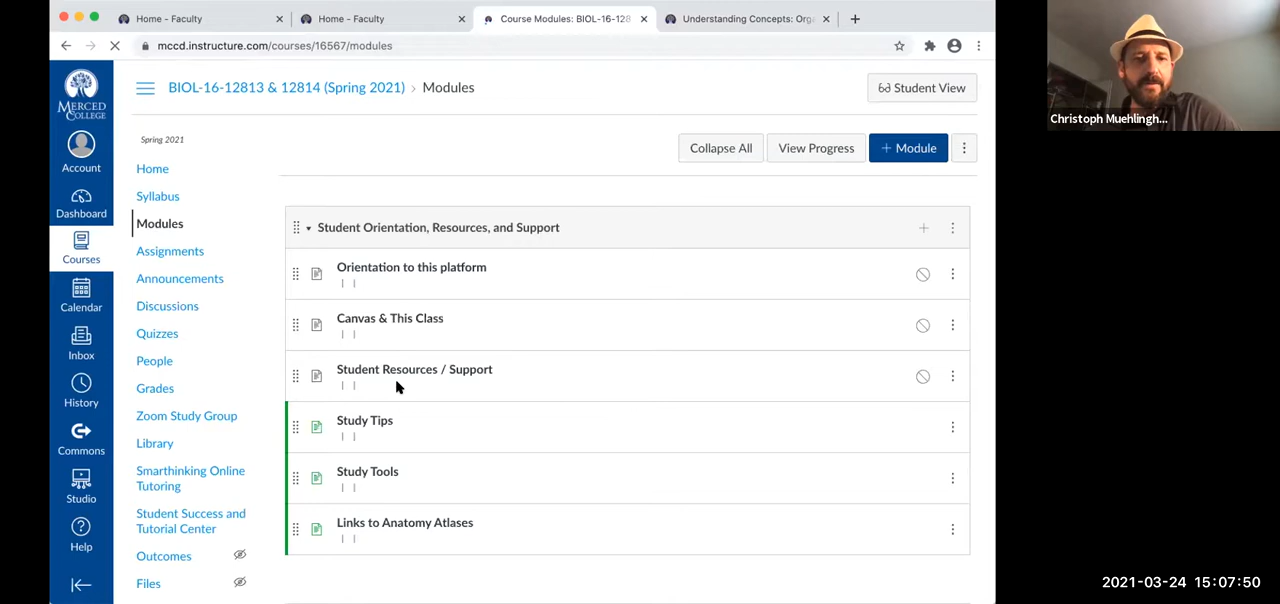 Home - Faculty
Home - Faculty
Course Modules: BIOL-16-128
Understanding Concepts: Org
mccd.instructure.com/courses/16567/modules
MERCED COLLEGE
Account
Dashboard
Courses
Calendar
Inbox
History
Commons
Studio
Help
BIOL-16-12813 & 12814 (Spring 2021) › Modules
Student View
Spring 2021
Home
Syllabus
Modules
Assignments
Announcements
Discussions
Quizzes
People
Grades
Zoom Study Group
Library
Smarthinking Online
Tutoring
Student Success and
Tutorial Center
Outcomes
Files
Collapse All
View Progress
+ Module
Student Orientation, Resources, and Support
Orientation to this platform
Canvas & This Class
Student Resources / Support
Study Tips
Study Tools
Links to Anatomy Atlases
Christoph Muehlingh...
2021-03-24 15:07:50